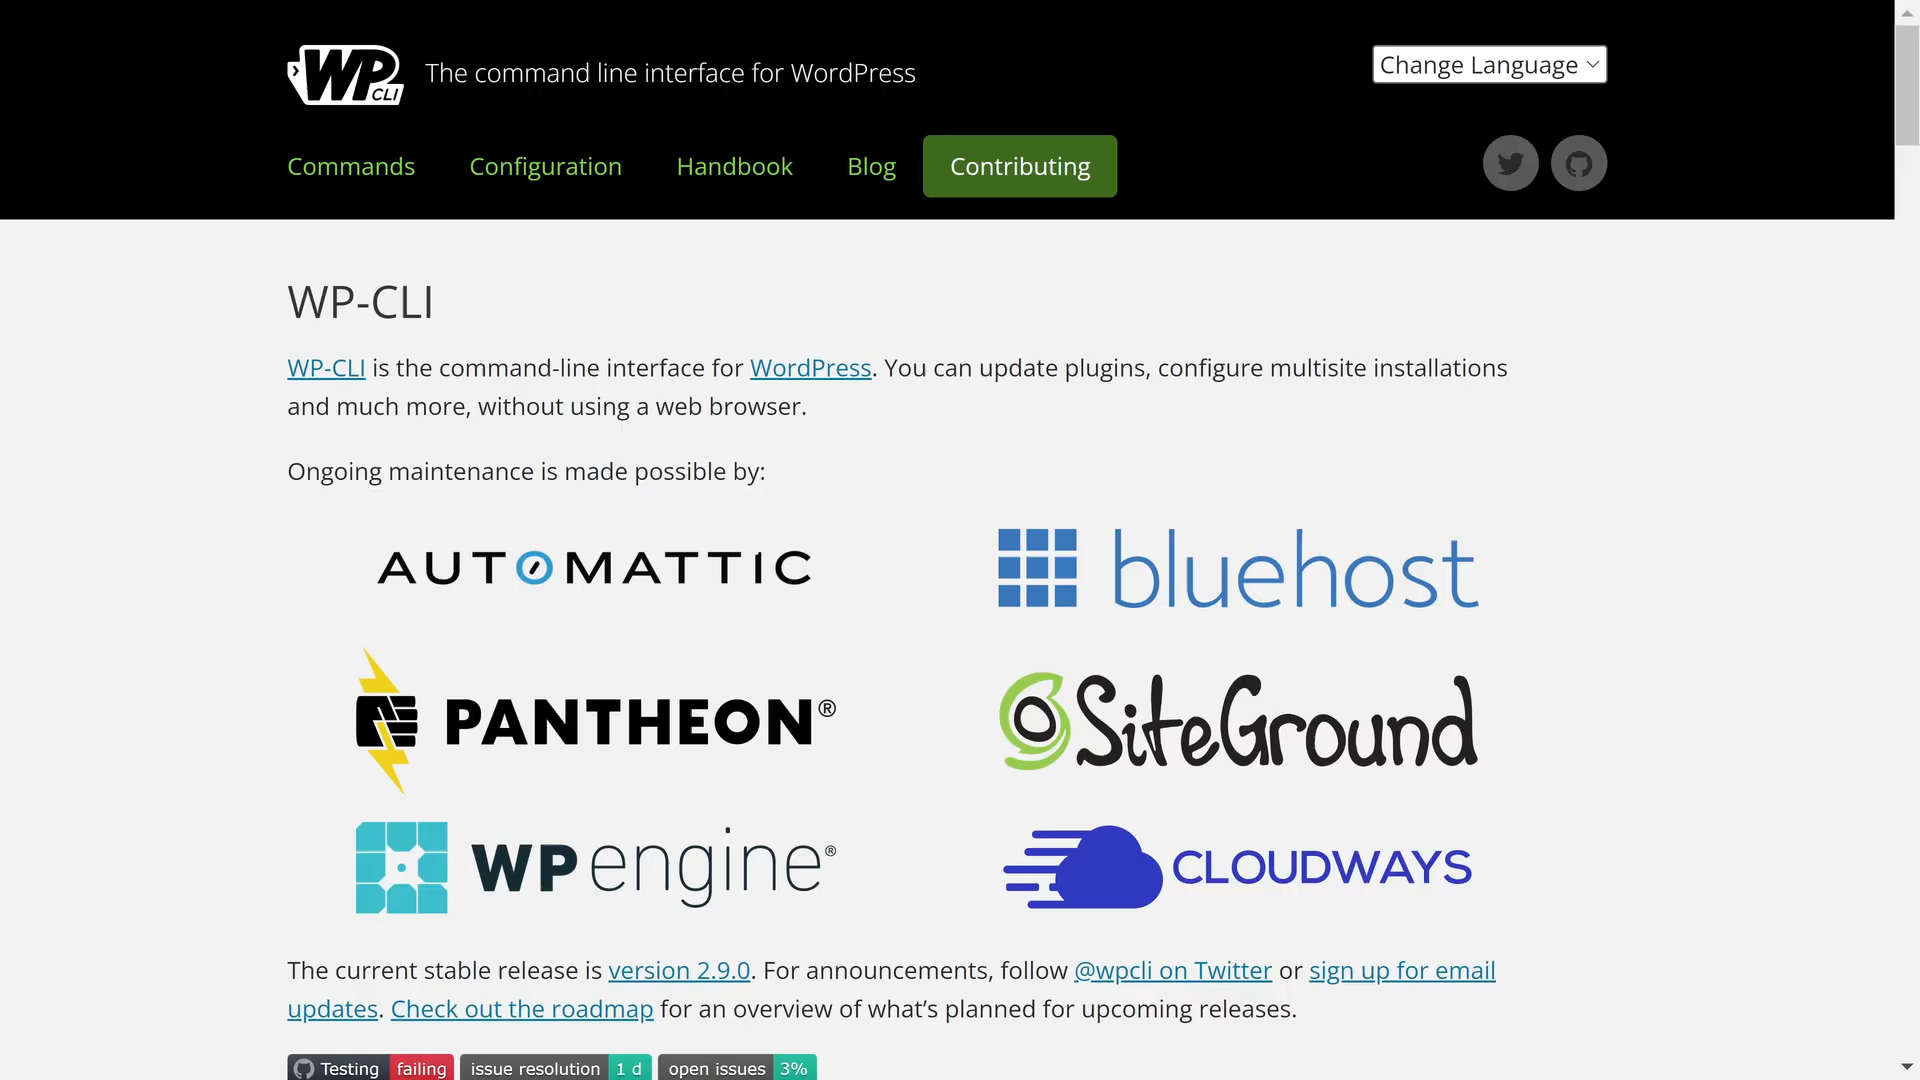 WP CLI
The command line interface for WordPress
Change Language
Commands
Configuration
Handbook
Blog
Contributing
WP-CLI
WP-CLI is the command-line interface for WordPress. You can update plugins, configure multisite installations
and much more, without using a web browser.
Ongoing maintenance is made possible by:
AUTOMATTIC
bluehost
PANTHEON®
SiteGround
WP engine®
CLOUDWAYS
The current stable release is version 2.9.0. For announcements, follow @wpcli on Twitter or sign up for email
updates. Check out the roadmap for an overview of what’s planned for upcoming releases.
Testing failing
issue resolution 1 d
open issues 3%